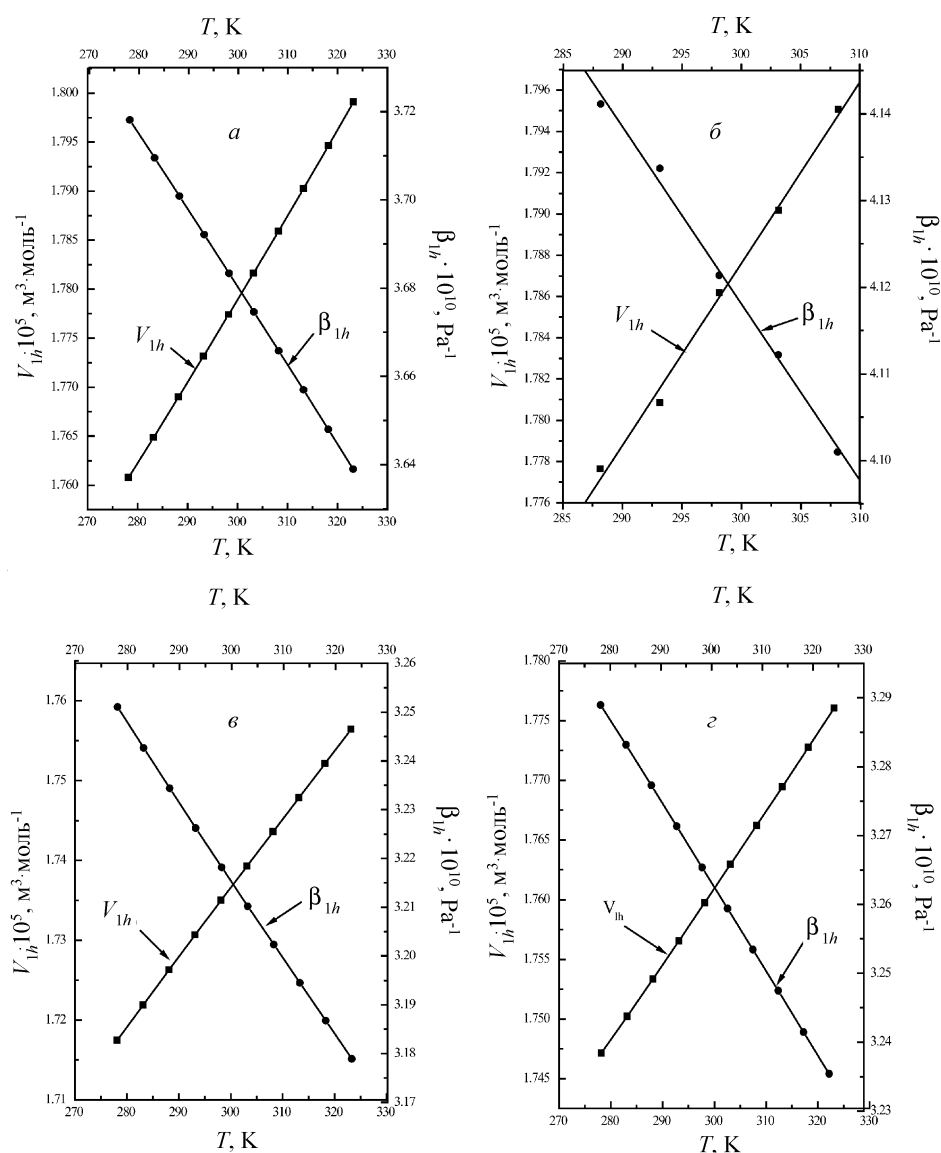 T, K
270 280 290 300 310 320 330
1.800
1.795
1.790
1.785
1.780
1.775
1.770
1.765
1.760
V1h·10⁵, м³·моль⁻¹
а
V1h
β1h
3.72
3.70
3.68
3.66
3.64
β1h·10¹⁰, Pa⁻¹
270 280 290 300 310 320 330
T, K
T, K
285 290 295 300 305 310
1.796
1.794
1.792
1.790
1.788
1.786
1.784
1.782
1.780
1.778
1.776
V1h·10⁵, м³·моль⁻¹
б
V1h
β1h
4.14
4.13
4.12
4.11
4.10
β1h·10¹⁰, Pa⁻¹
285 290 295 300 305 310
T, K
T, K
270 280 290 300 310 320 330
1.76
1.75
1.74
1.73
1.72
1.71
V1h·10⁵, м³·моль⁻¹
в
V1h
β1h
3.26
3.25
3.24
3.23
3.22
3.21
3.20
3.19
3.18
3.17
β1h·10¹⁰, Pa⁻¹
270 280 290 300 310 320 330
T, K
T, K
270 280 290 300 310 320 330
1.780
1.775
1.770
1.765
1.760
1.755
1.750
1.745
V1h·10⁵, м³·моль⁻¹
г
V1h
β1h
3.29
3.28
3.27
3.26
3.25
3.24
3.23
β1h·10¹⁰, Pa⁻¹
270 280 290 300 310 320 330
T, K